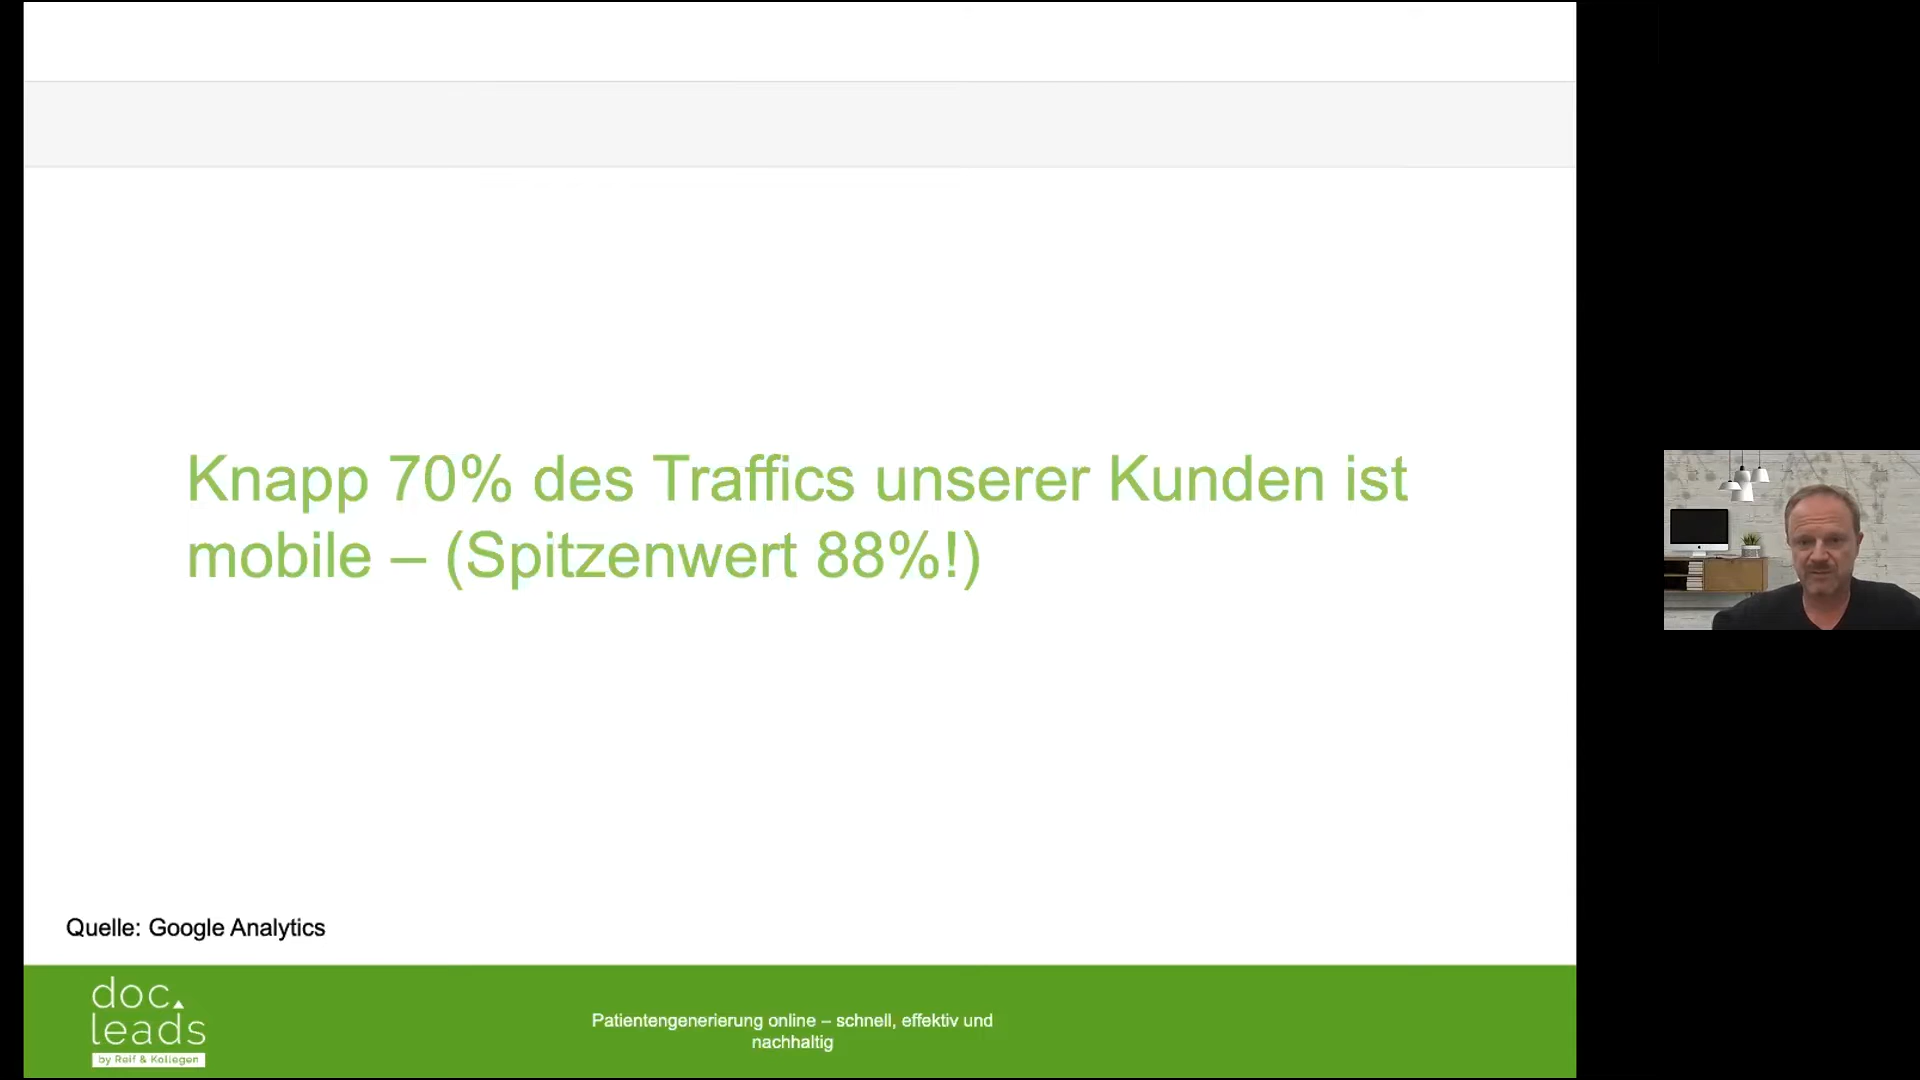 Knapp 70% des Traffics unserer Kunden ist
mobile – (Spitzenwert 88%!)
Quelle: Google Analytics
doc.
leads
by Reif & Kollegen
Patientengenerierung online – schnell, effektiv und
nachhaltig